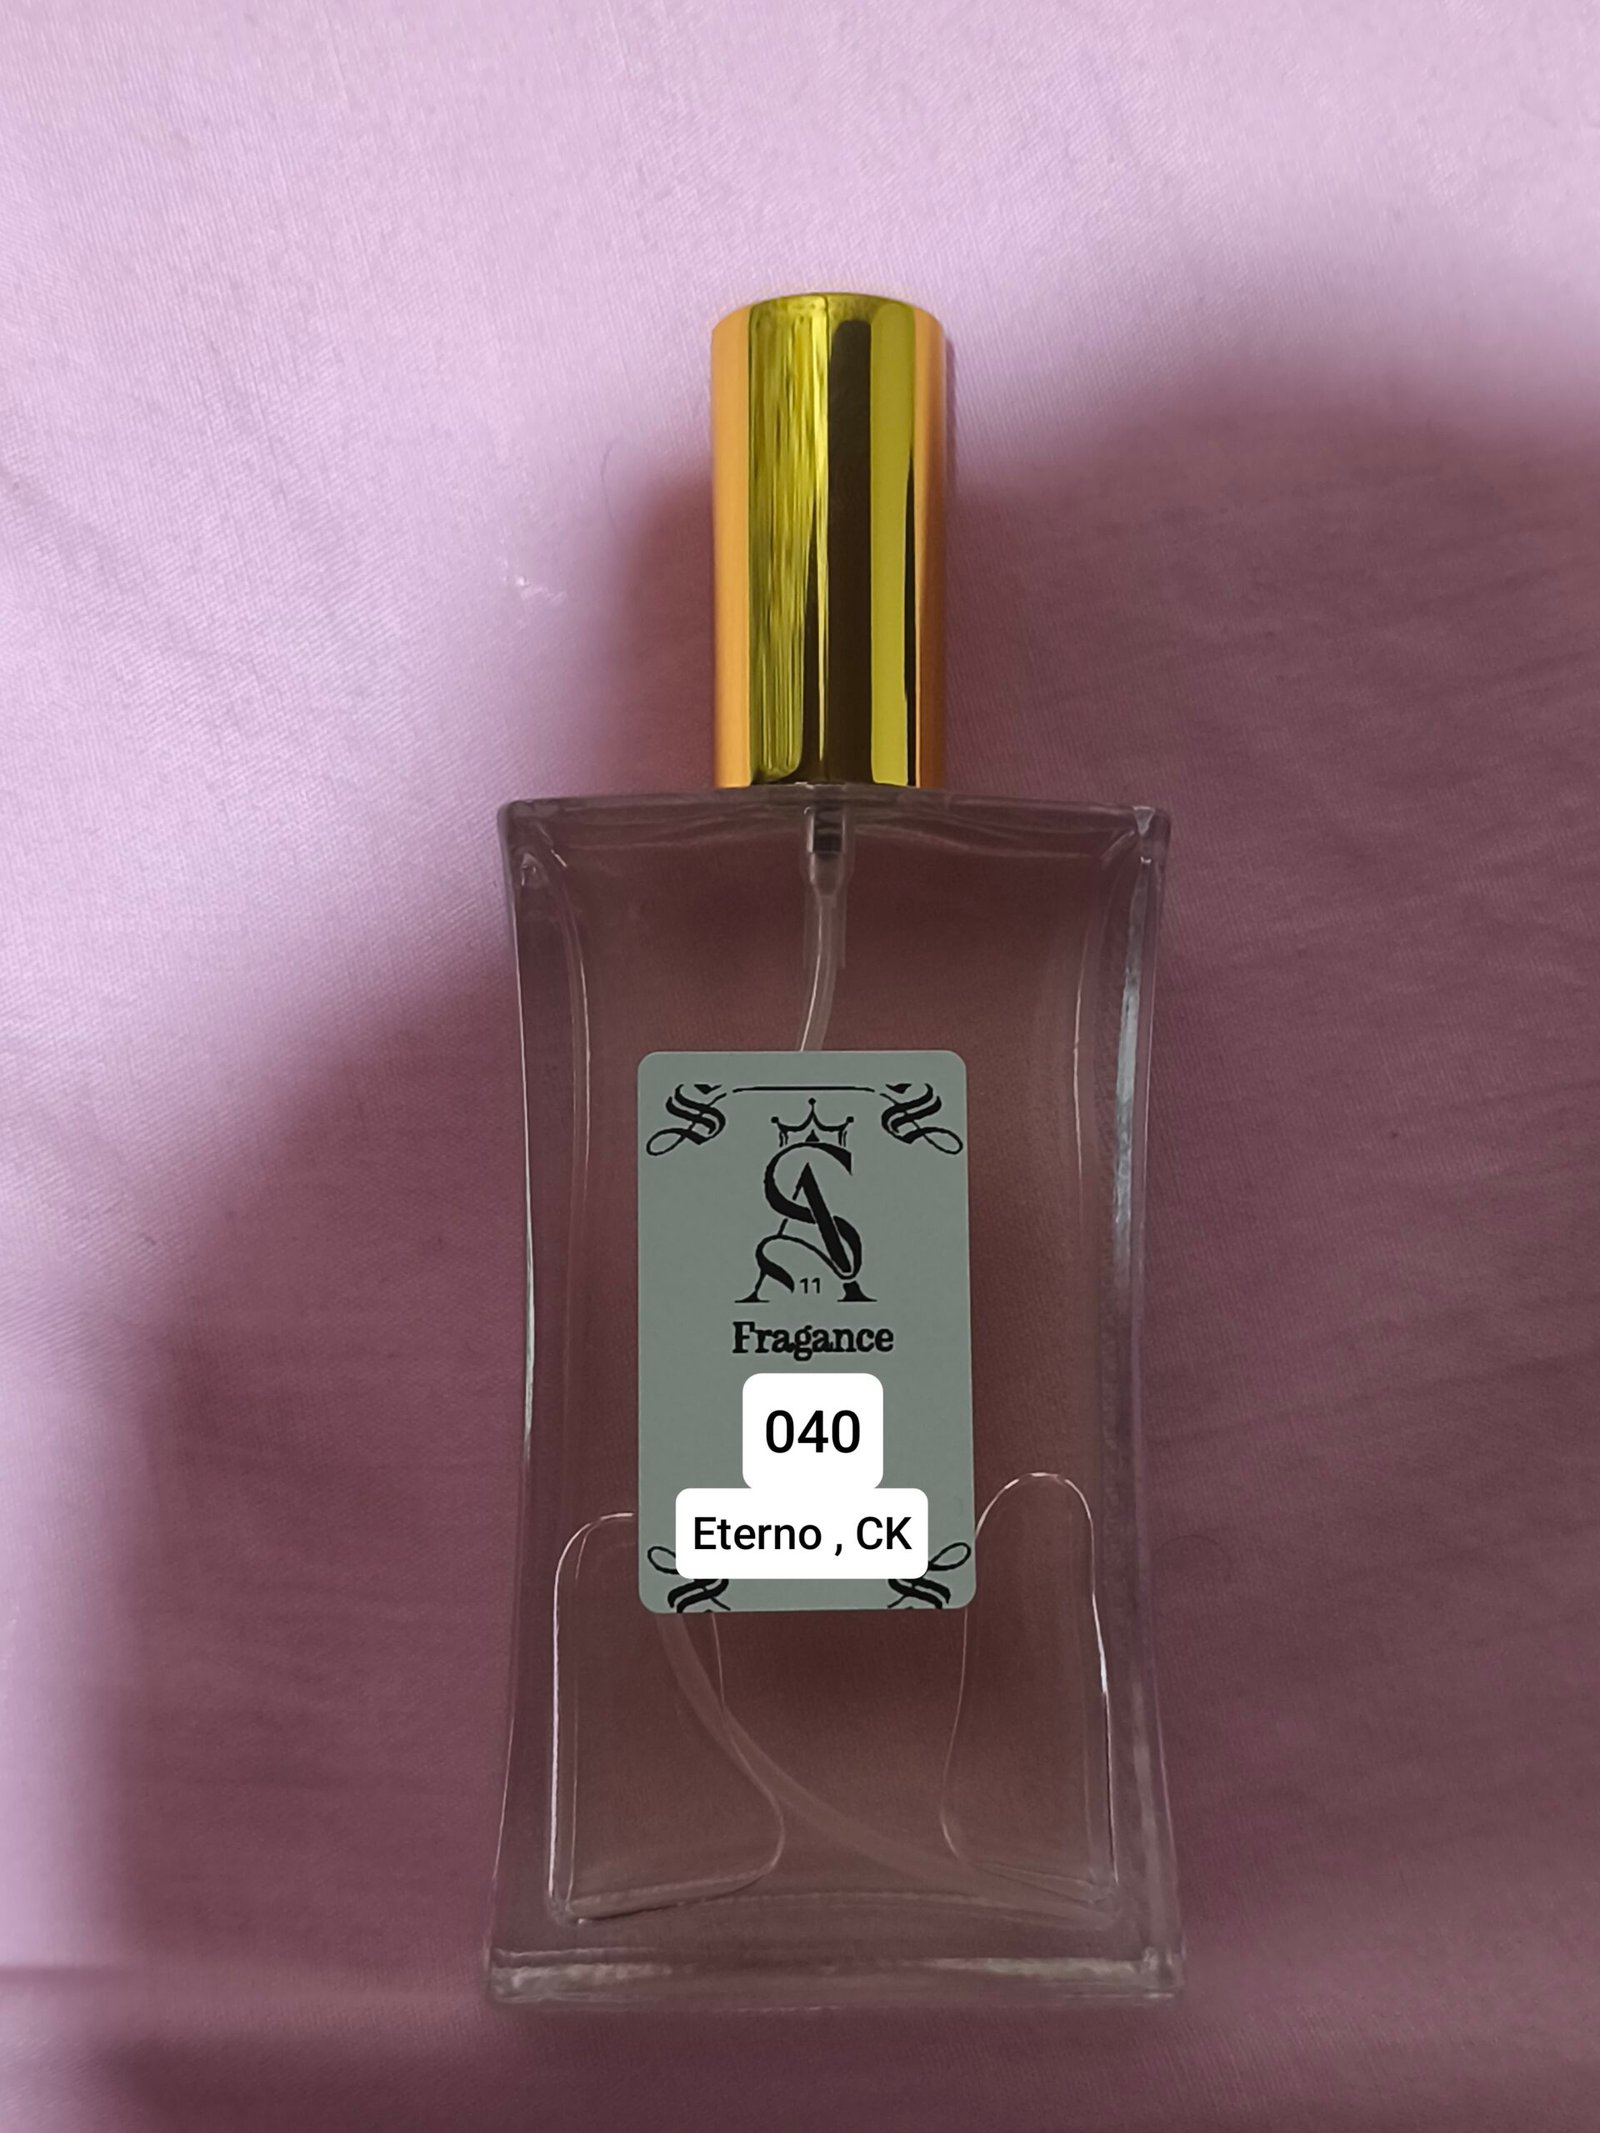 SA
11
Fragance
040
Eterno , CK